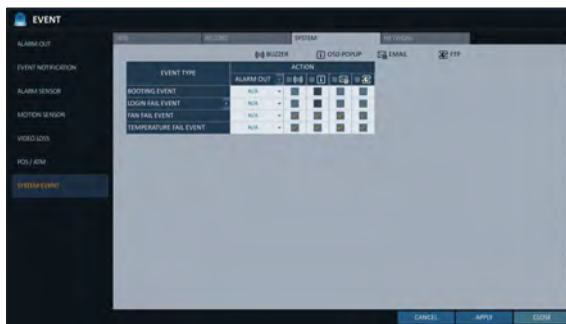 EVENT
ALARM OUT
EVENT NOTIFICATION
ALARM SENSOR
MOTION SENSOR
VIDEO LOSS
POS / ATM
SYSTEM EVENT
HDD RECORD SYSTEM NETWORK
BUZZER OSD-POPUP EMAIL FTP
EVENT TYPE ACTION
ALARM OUT
BOOTING EVENT N/A
LOGIN FAIL EVENT N/A
FAN FAIL EVENT N/A
TEMPERATURE FAIL EVENT N/A
CANCEL APPLY CLOSE